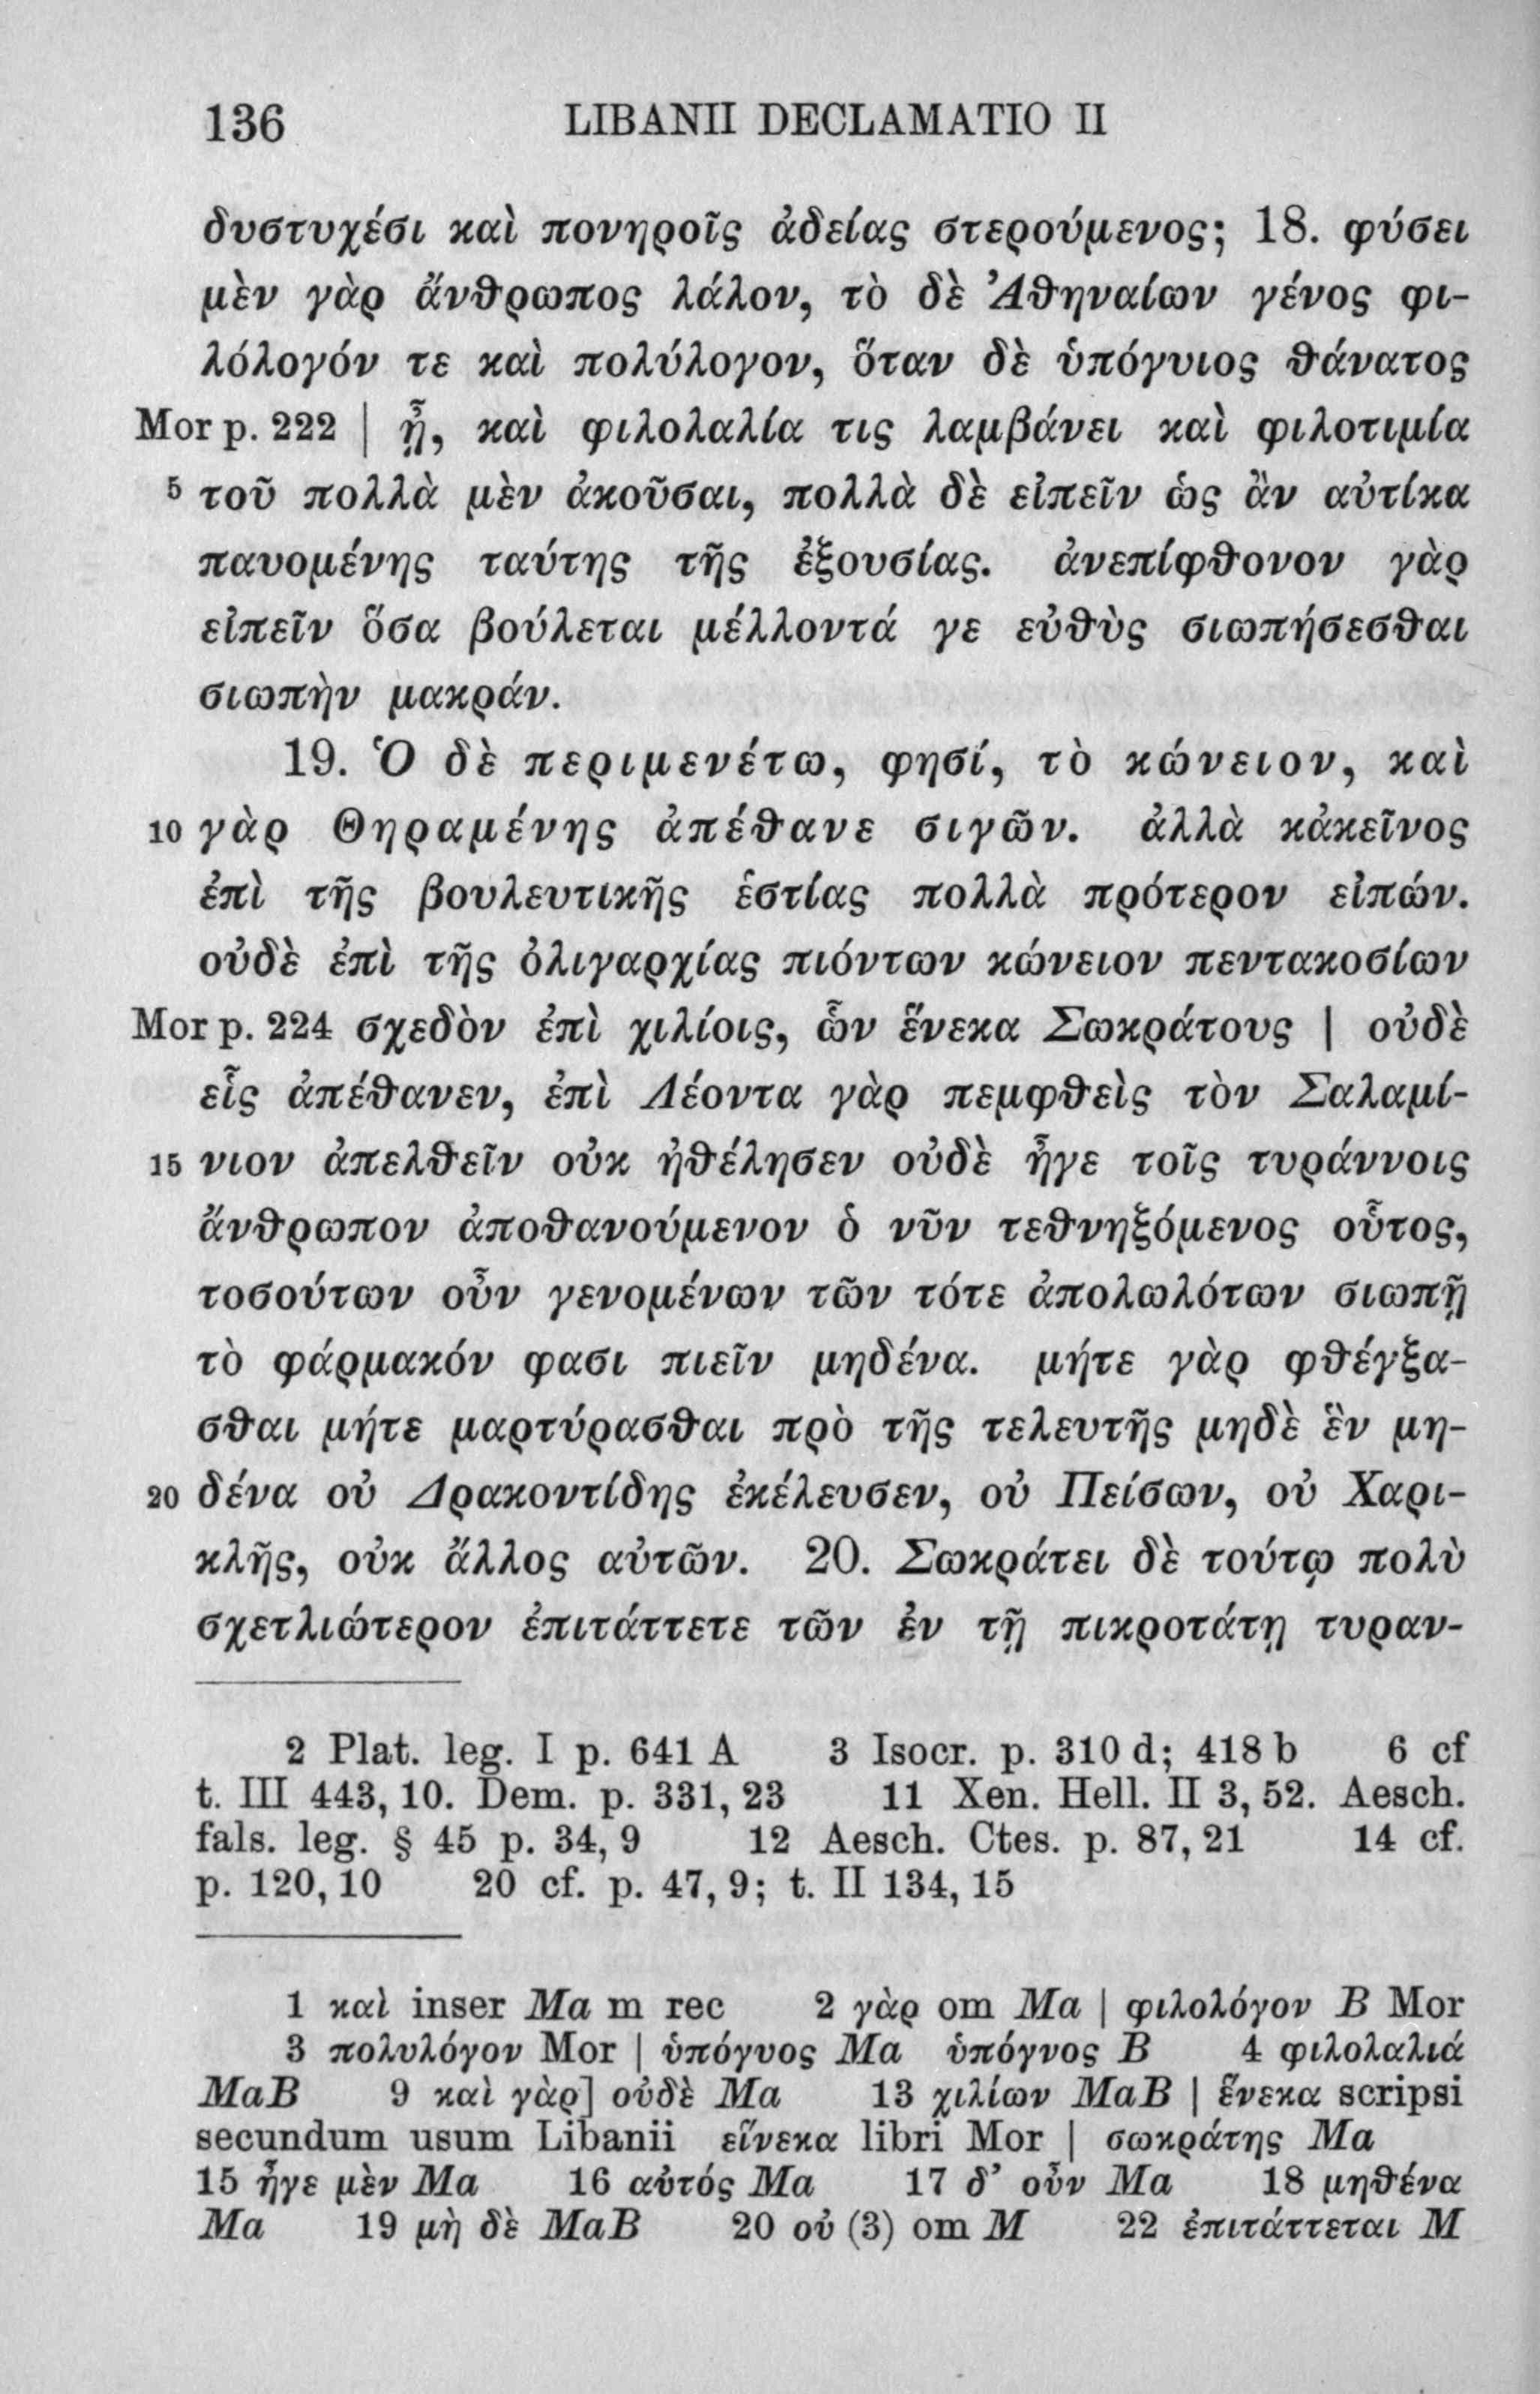 136 LIBANII DECLAMATIO II
δυστυχέσι καὶ πονηροῖς ἀδείας στερούμενος; 18. φύσει
μὲν γὰρ ἄνθρωπος λάλον, τὸ δὲ Ἀθηναίων γένος φι-
λόλογόν τε καὶ πολύλογον, ὅταν δὲ ὑπόγυιος θάνατος
Mor p. 222 | ᾖ, καὶ φιλολαλία τις λαμβάνει καὶ φιλοτιμία
5 τοῦ πολλὰ μὲν ἀκοῦσαι, πολλὰ δὲ εἰπεῖν ὡς ἂν αὐτίκα
παυομένης ταύτης τῆς ἐξουσίας. ἀνεπίφθονον γὰρ
εἰπεῖν ὅσα βούλεται μέλλοντά γε εὐθὺς σιωπήσεσθαι
σιωπὴν μακράν.
19. Ὁ δὲ περιμενέτω, φησί, τὸ κώνειον, καὶ
10 γὰρ Θηραμένης ἀπέθανε σιγῶν. ἀλλὰ κἀκεῖνος
ἐπὶ τῆς βουλευτικῆς ἑστίας πολλὰ πρότερον εἰπών.
οὐδὲ ἐπὶ τῆς ὀλιγαρχίας πιόντων κώνειον πεντακοσίων
Mor p. 224 σχεδὸν ἐπὶ χιλίοις, ὧν ἕνεκα Σωκράτους | οὐδὲ
εἷς ἀπέθανεν, ἐπὶ Λέοντα γὰρ πεμφθεὶς τὸν Σαλαμί-
15 νιον ἀπελθεῖν οὐκ ἠθέλησεν οὐδὲ ἦγε τοῖς τυράννοις
ἄνθρωπον ἀποθανούμενον ὁ νῦν τεθνηξόμενος οὗτος,
τοσούτων οὖν γενομένων τῶν τότε ἀπολωλότων σιωπῇ
τὸ φάρμακόν φασι πιεῖν μηδένα. μήτε γὰρ φθέγξα-
σθαι μήτε μαρτύρασθαι πρὸ τῆς τελευτῆς μηδὲ ἓν μη-
20 δένα οὐ Δρακοντίδης ἐκέλευσεν, οὐ Πείσων, οὐ Χαρι-
κλῆς, οὐκ ἄλλος αὐτῶν. 20. Σωκράτει δὲ τούτῳ πολὺ
σχετλιώτερον ἐπιτάττετε τῶν ἐν τῇ πικροτάτῃ τυραν-
2 Plat. leg. I p. 641 A 3 Isocr. p. 310 d; 418 b 6 cf
t. III 443, 10. Dem. p. 331, 23 11 Xen. Hell. II 3, 52. Aesch.
fals. leg. § 45 p. 34, 9 12 Aesch. Ctes. p. 87, 21 14 cf.
p. 120, 10 20 cf. p. 47, 9; t. II 134, 15
1 καὶ inser Ma m rec 2 γὰρ om Ma | φιλολόγον B Mor
3 πολυλόγον Mor | ὑπόγυος Ma ὑπόγνος B 4 φιλολαλιά
MaB 9 καὶ γὰρ] οὐδὲ Ma 13 χιλίων MaB | ἕνεκα scripsi
secundum usum Libanii εἵνεκα libri Mor | σωκράτης Ma
15 ἦγε μὲν Ma 16 αὐτός Ma 17 δ’ οὖν Ma 18 μηθένα
Ma 19 μὴ δὲ MaB 20 οὐ (3) om M 22 ἐπιτάττεται M